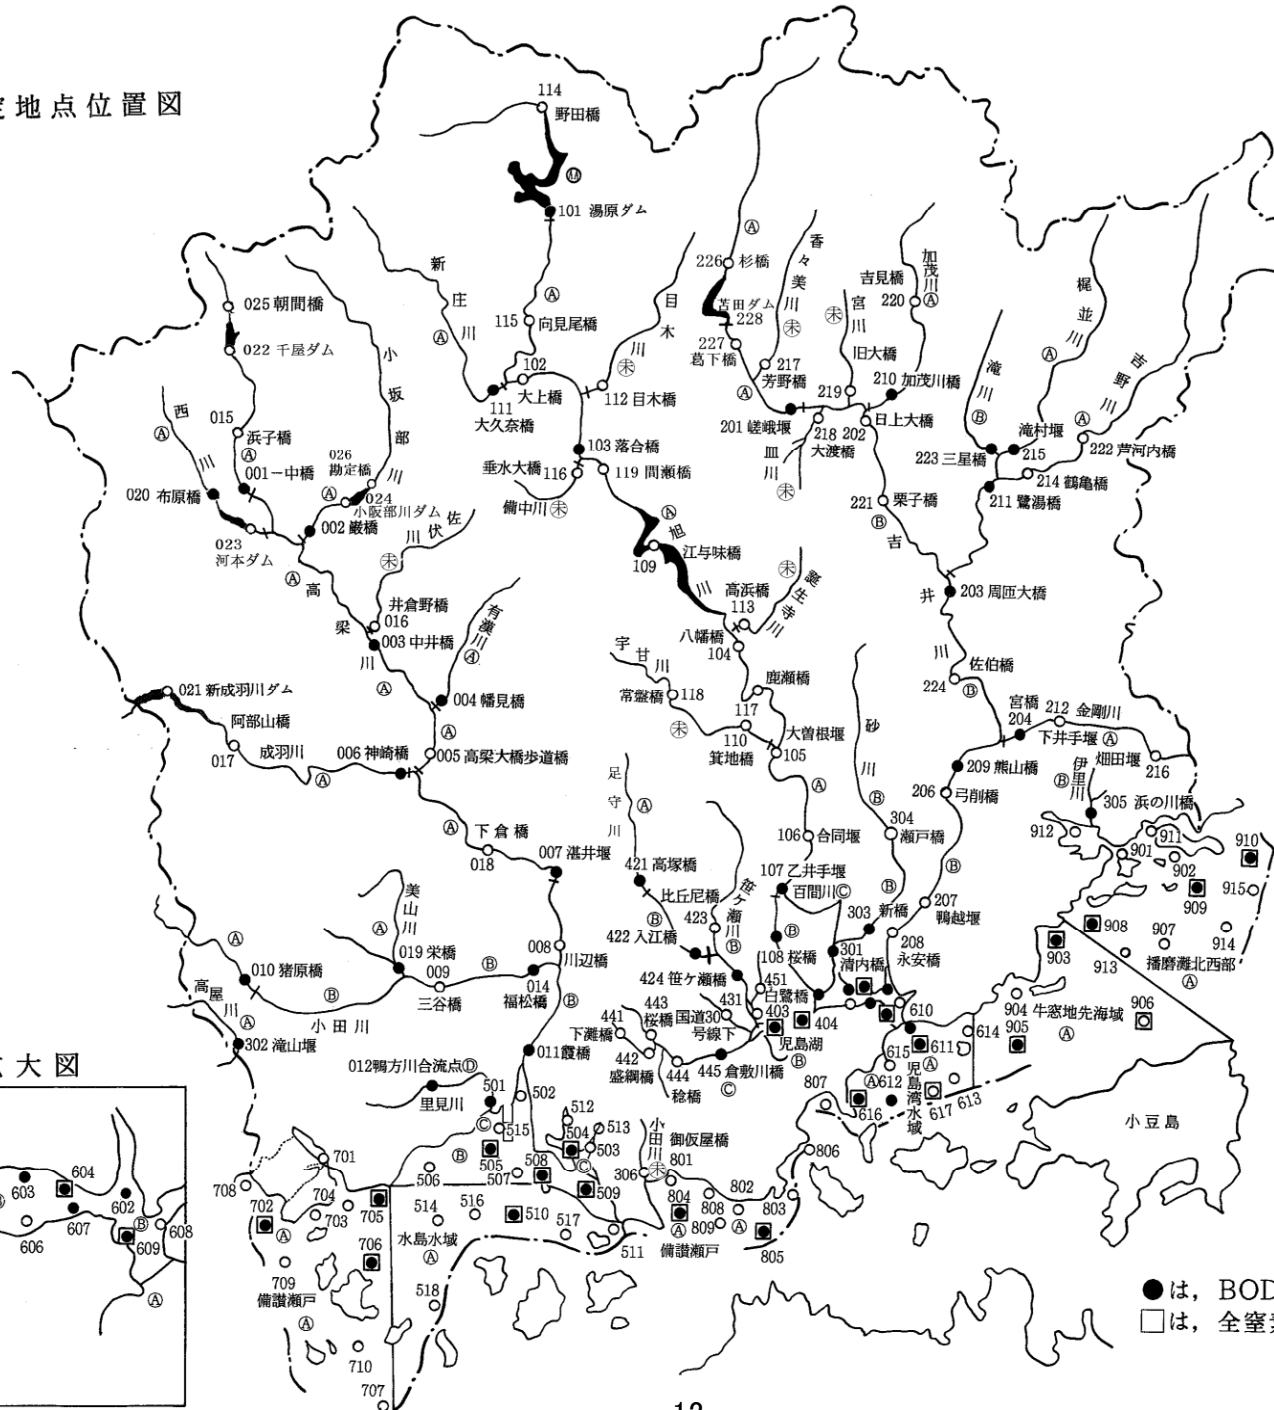 定地点位置図
114
野田橋
AA
101 湯原ダム
新庄川
A
A
115
向見尾橋
102
大上橋
111
大久奈橋
目木川
未
112 目木橋
103 落合橋
垂水大橋
116
119 間瀬橋
備中川
未
A
旭川
109
江与味橋
高浜橋
113
未
誕生寺川
八幡橋
104
宇甘川
常盤橋
118
未
鹿瀬橋
117
110
箕地橋
大曽根堰
105
A
106
合同堰
107 乙井手堰
百間川
C
B
108 桜橋
025 朝間橋
022 千屋ダム
015
浜子橋
A
西川
A
020 布原橋
001一中橋
023
河本ダム
小坂部川
026
勘定橋
A
024
小阪部川ダム
002 巌橋
A
高梁川
佐伏川
未
井倉野橋
016
003 中井橋
A
有漢川
A
004 幡見橋
A
005 高梁大橋歩道橋
021 新成羽川ダム
阿部山橋
017
成羽川
A
006 神崎橋
A
下倉橋
018
007 湛井堰
美山川
A
019 栄橋
A
010 猪原橋
B
小田川
009
三谷橋
B
008
川辺橋
014
福松橋
B
高屋川
A
302 滝山堰
011霞橋
012鴨方川合流点
D
里見川
226
杉橋
A
苫田ダム
228
227
葛下橋
A
香々美川
未
217
芳野橋
宮川
未
旧大橋
219
吉見橋
220
加茂川
A
210 加茂川橋
201 嵯峨堰
218
大渡橋
皿川
未
202
日上大橋
221
栗子橋
B
吉井川
滝川
B
223 三星橋
梶並川
A
滝村堰
215
吉野川
A
222 芦河内橋
214 鶴亀橋
211 鷺湯橋
203 周匝大橋
佐伯橋
224
B
宮橋
204
212
金剛川
下井手堰
A
畑田堰
216
209 熊山橋
206
弓削橋
B
伊里川
B
305 浜の川橋
砂川
B
304
瀬戸橋
B
207
鴨越堰
303
新橋
208
永安橋
301
清内橋
足守川
A
421 高塚橋
B
比丘尼橋
423
422 入江橋
笹ヶ瀬川
B
424 笹ヶ瀬橋
451
白鷺橋
431
国道30
号線下
403
404
児島湖
B
443
桜橋
441
下灘橋
442
盛綱橋
444
稔橋
445 倉敷川橋
C
912
901
911
902
910
909
915
908
903
913
907
914
播磨灘北西部
A
904
牛窓地先海域
A
905
906
610
614
611
A
615
612
A
616
617
613
児島湾水域
小豆島
807
806
501
502
C
515
B
505
506
507
512
513
504
503
C
508
509
小田川
未
306
御仮屋橋
801
802
804
A
808
809
A
803
805
備讃瀬戸
514
516
510
517
511
水島水域
A
518
701
708
702
704
703
705
A
706
709
備讃瀬戸
A
710
707
大図
603
604
602
607
606
609
B
608
A
●は，BOD
□は，全窒素
12